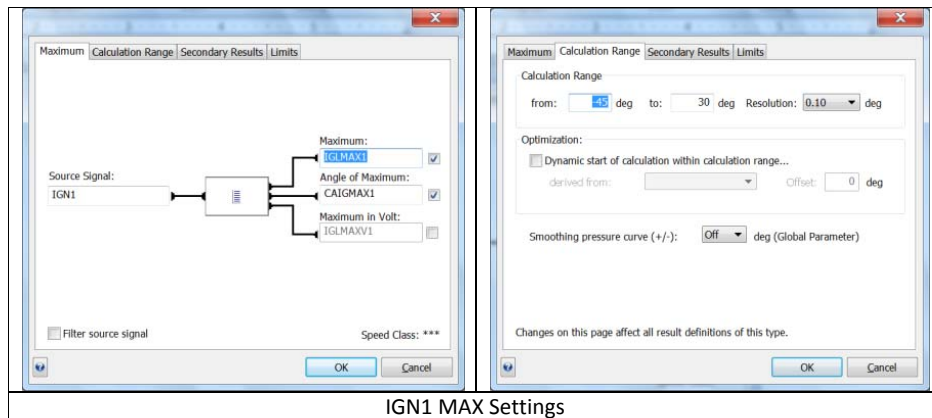 Maximum Calculation Range Secondary Results Limits
Maximum:
IGLMAX1
Source Signal:
Angle of Maximum:
IGN1
CAIGMAX1
Maximum in Volt:
IGLMAXV1
Filter source signal
Speed Class: ***
OK Cancel
Maximum Calculation Range Secondary Results Limits
Calculation Range
from: -45 deg to: 30 deg Resolution: 0.10 deg
Optimization:
Dynamic start of calculation within calculation range...
derived from: Offset: 0 deg
Smoothing pressure curve (+/-): Off deg (Global Parameter)
Changes on this page affect all result definitions of this type.
OK Cancel
IGN1 MAX Settings